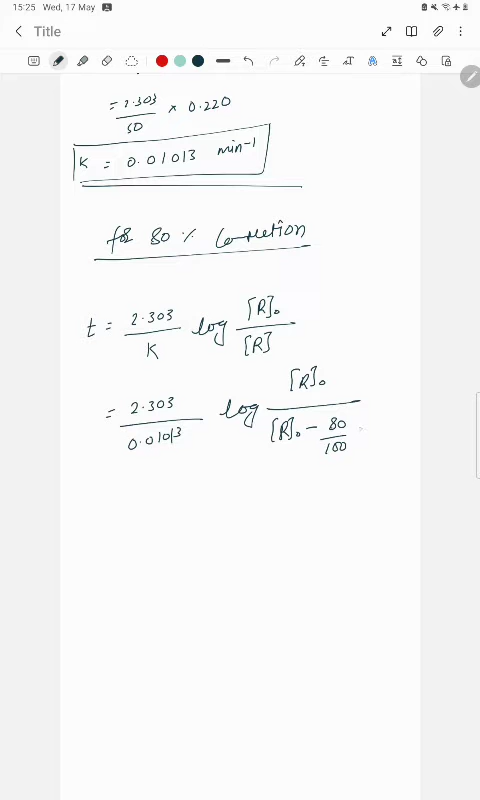 15:25 Wed, 17 May
Title
= 2.303/50 × 0.220
K = 0.01013 min-1
for 80 % Completion
t = 2.303/K log [R]₀/[R]
= 2.303/0.01013 log [R]₀/[R]₀ - 80/100